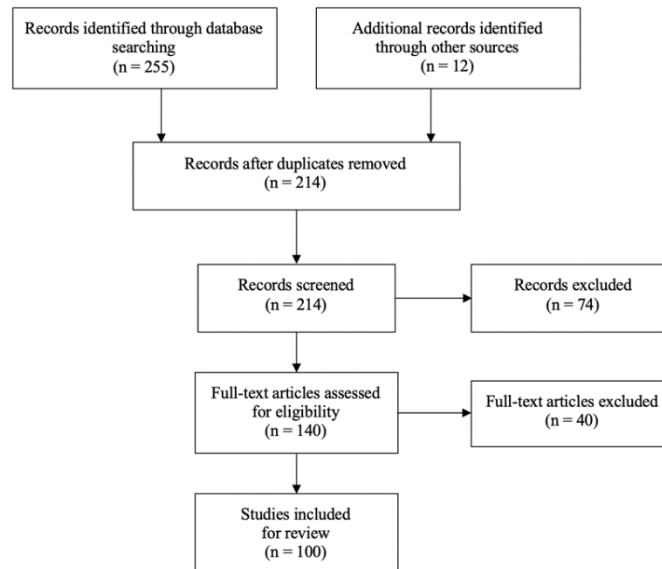 Records identified through database
searching
(n = 255)
Additional records identified
through other sources
(n = 12)
Records after duplicates removed
(n = 214)
Records screened
(n = 214)
Records excluded
(n = 74)
Full-text articles assessed
for eligibility
(n = 140)
Full-text articles excluded
(n = 40)
Studies included
for review
(n = 100)